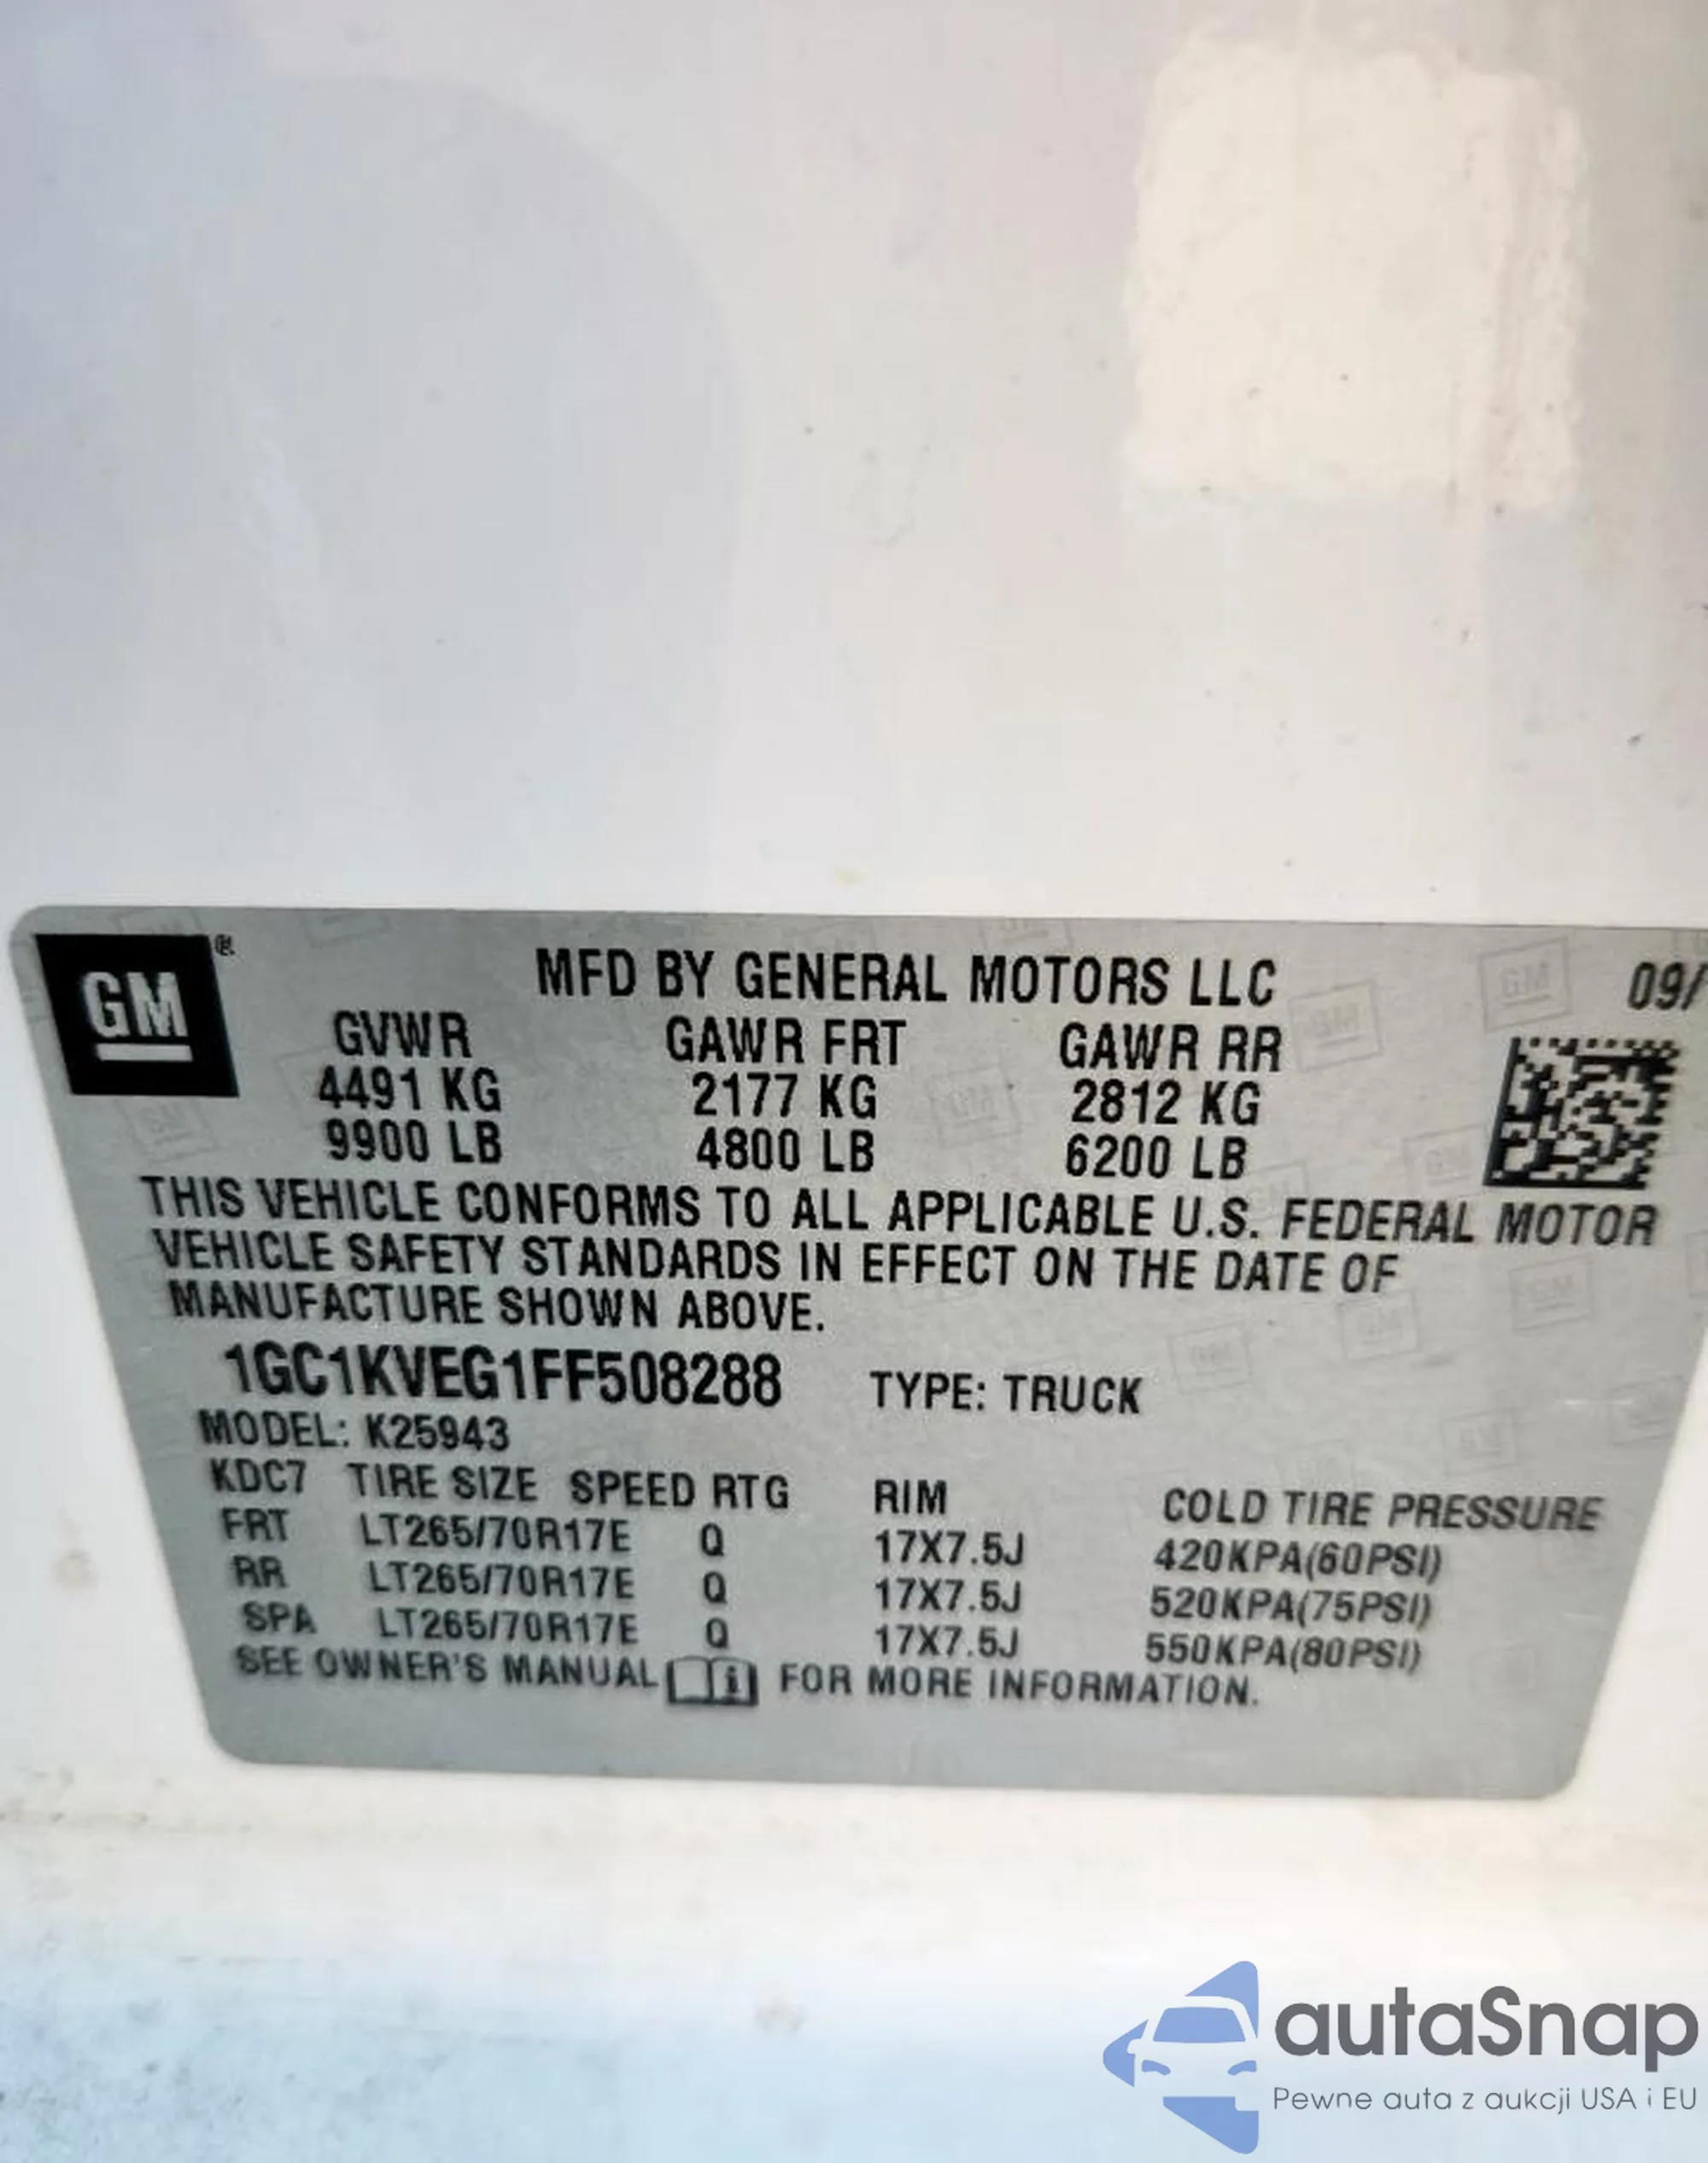 GM®
MFD BY GENERAL MOTORS LLC 09/
GVWR GAWR FRT GAWR RR
4491 KG 2177 KG 2812 KG
9900 LB 4800 LB 6200 LB
THIS VEHICLE CONFORMS TO ALL APPLICABLE U.S. FEDERAL MOTOR
VEHICLE SAFETY STANDARDS IN EFFECT ON THE DATE OF
MANUFACTURE SHOWN ABOVE.
1GC1KVEG1FF508288 TYPE: TRUCK
MODEL: K25943
KDC7 TIRE SIZE SPEED RTG RIM COLD TIRE PRESSURE
FRT LT265/70R17E Q 17X7.5J 420KPA(60PSI)
RR LT265/70R17E Q 17X7.5J 520KPA(75PSI)
SPA LT265/70R17E Q 17X7.5J 550KPA(80PSI)
SEE OWNER'S MANUAL FOR MORE INFORMATION.
autaSnap
Pewne auta z aukcji USA i EU